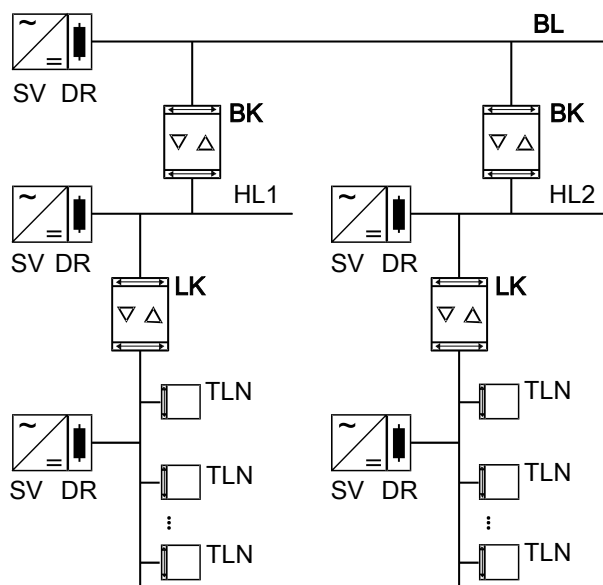 BL
SV DR
BK
BK
HL1
HL2
SV DR
SV DR
LK
LK
TLN
TLN
SV DR
SV DR
TLN
TLN
TLN
TLN